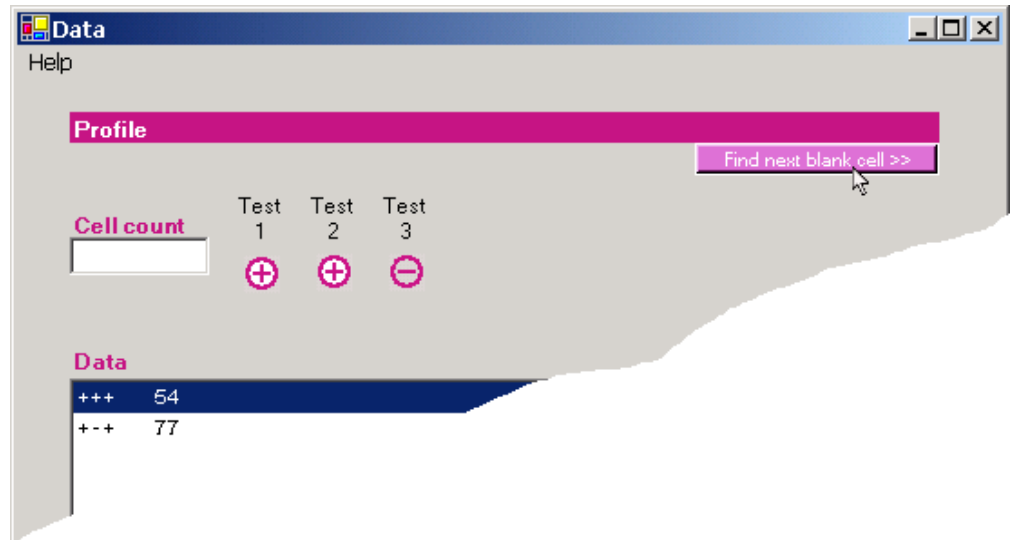 Data
Help
Profile
Find next blank cell >>
Cell count
Test 1
Test 2
Test 3
Data
+++ 54
+-+ 77